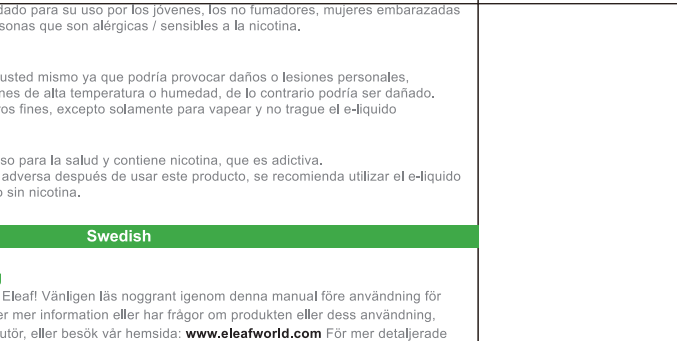 dado para su uso por los jóvenes, los no fumadores, mujeres embarazadas
sonas que son alérgicas / sensibles a la nicotina.
usted mismo ya que podría provocar daños o lesiones personales,
nes de alta temperatura o humedad, de lo contrario podría ser dañado.
ros fines, excepto solamente para vapear y no trague el e-liquido
so para la salud y contiene nicotina, que es adictiva.
adversa después de usar este producto, se recomienda utilizar el e-liquido
sin nicotina.
Swedish
Eleaf! Vänligen läs noggrant igenom denna manual före användning för
er mer information eller har frågor om produkten eller dess användning,
utör, eller besök vår hemsida: www.eleafworld.com För mer detaljerade